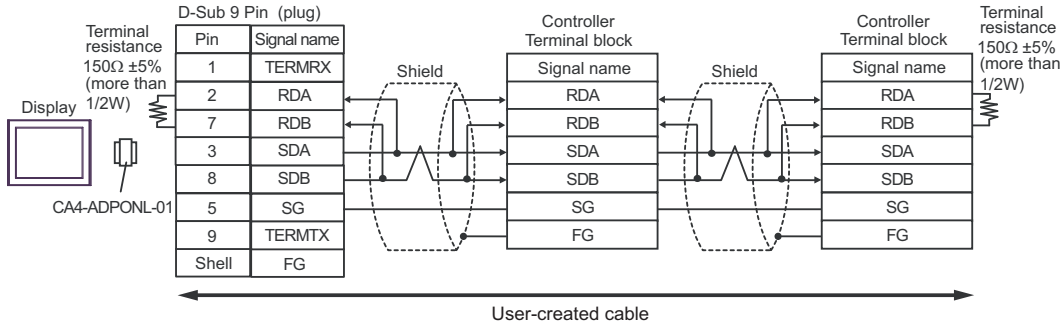 D-Sub 9 Pin (plug)
Terminal
resistance
150Ω ±5%
(more than
1/2W)
Display
CA4-ADPONL-01
Pin Signal name
1 TERMRX
2 RDA
7 RDB
3 SDA
8 SDB
5 SG
9 TERMTX
Shell FG
Shield
Controller
Terminal block
Signal name
RDA
RDB
SDA
SDB
SG
FG
Shield
Controller
Terminal block
Signal name
RDA
RDB
SDA
SDB
SG
FG
Terminal
resistance
150Ω ±5%
(more than
1/2W)
User-created cable